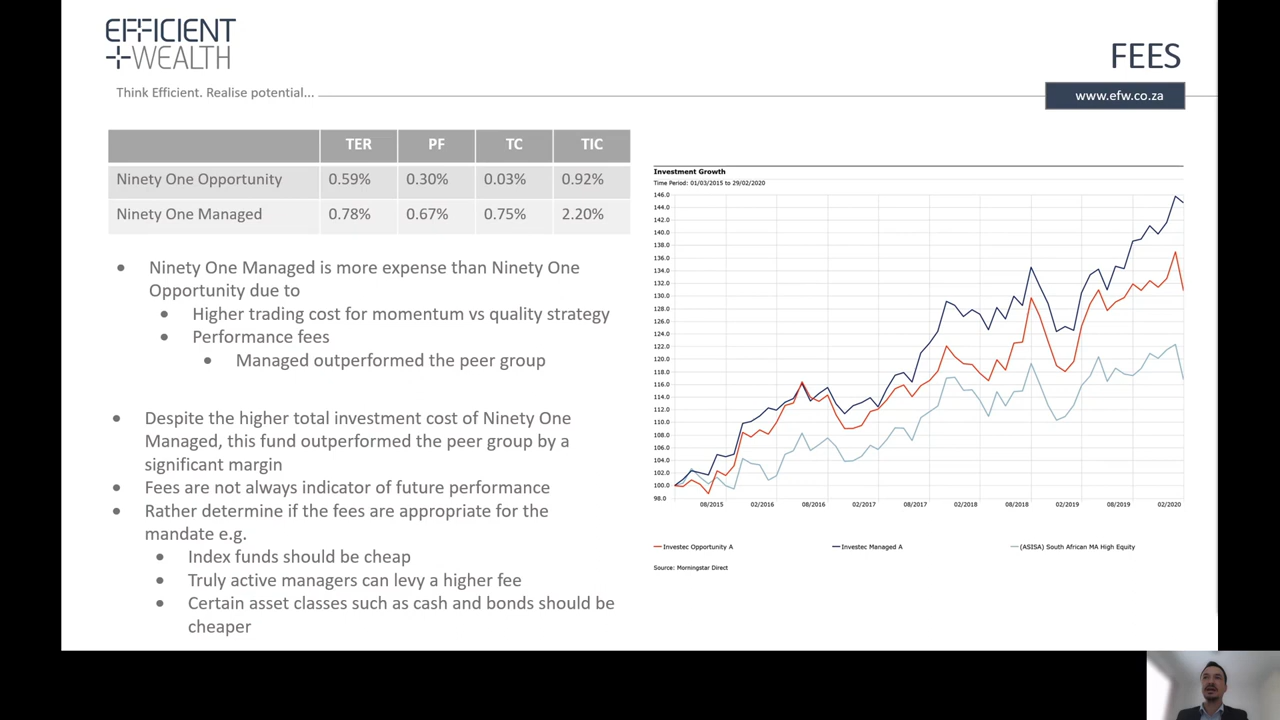 EFFICIENT
WEALTH
FEES
Think Efficient. Realise potential...
www.efw.co.za
TER PF TC TIC
Ninety One Opportunity 0.59% 0.30% 0.03% 0.92%
Ninety One Managed 0.78% 0.67% 0.75% 2.20%
• Ninety One Managed is more expense than Ninety One
Opportunity due to
• Higher trading cost for momentum vs quality strategy
• Performance fees
• Managed outperformed the peer group
• Despite the higher total investment cost of Ninety One
Managed, this fund outperformed the peer group by a
significant margin
• Fees are not always indicator of future performance
• Rather determine if the fees are appropriate for the
mandate e.g.
• Index funds should be cheap
• Truly active managers can levy a higher fee
• Certain asset classes such as cash and bonds should be
cheaper
Investment Growth
Time Period: 01/03/2015 to 29/02/2020
146.0
144.0
142.0
140.0
138.0
136.0
134.0
132.0
130.0
128.0
126.0
124.0
122.0
120.0
118.0
116.0
114.0
112.0
110.0
108.0
106.0
104.0
102.0
100.0
98.0
08/2015 02/2016 08/2016 02/2017 08/2017 02/2018 08/2018 02/2019 08/2019 02/2020
Investec Opportunity A Investec Managed A (ASISA) South African MA High Equity
Source: Morningstar Direct